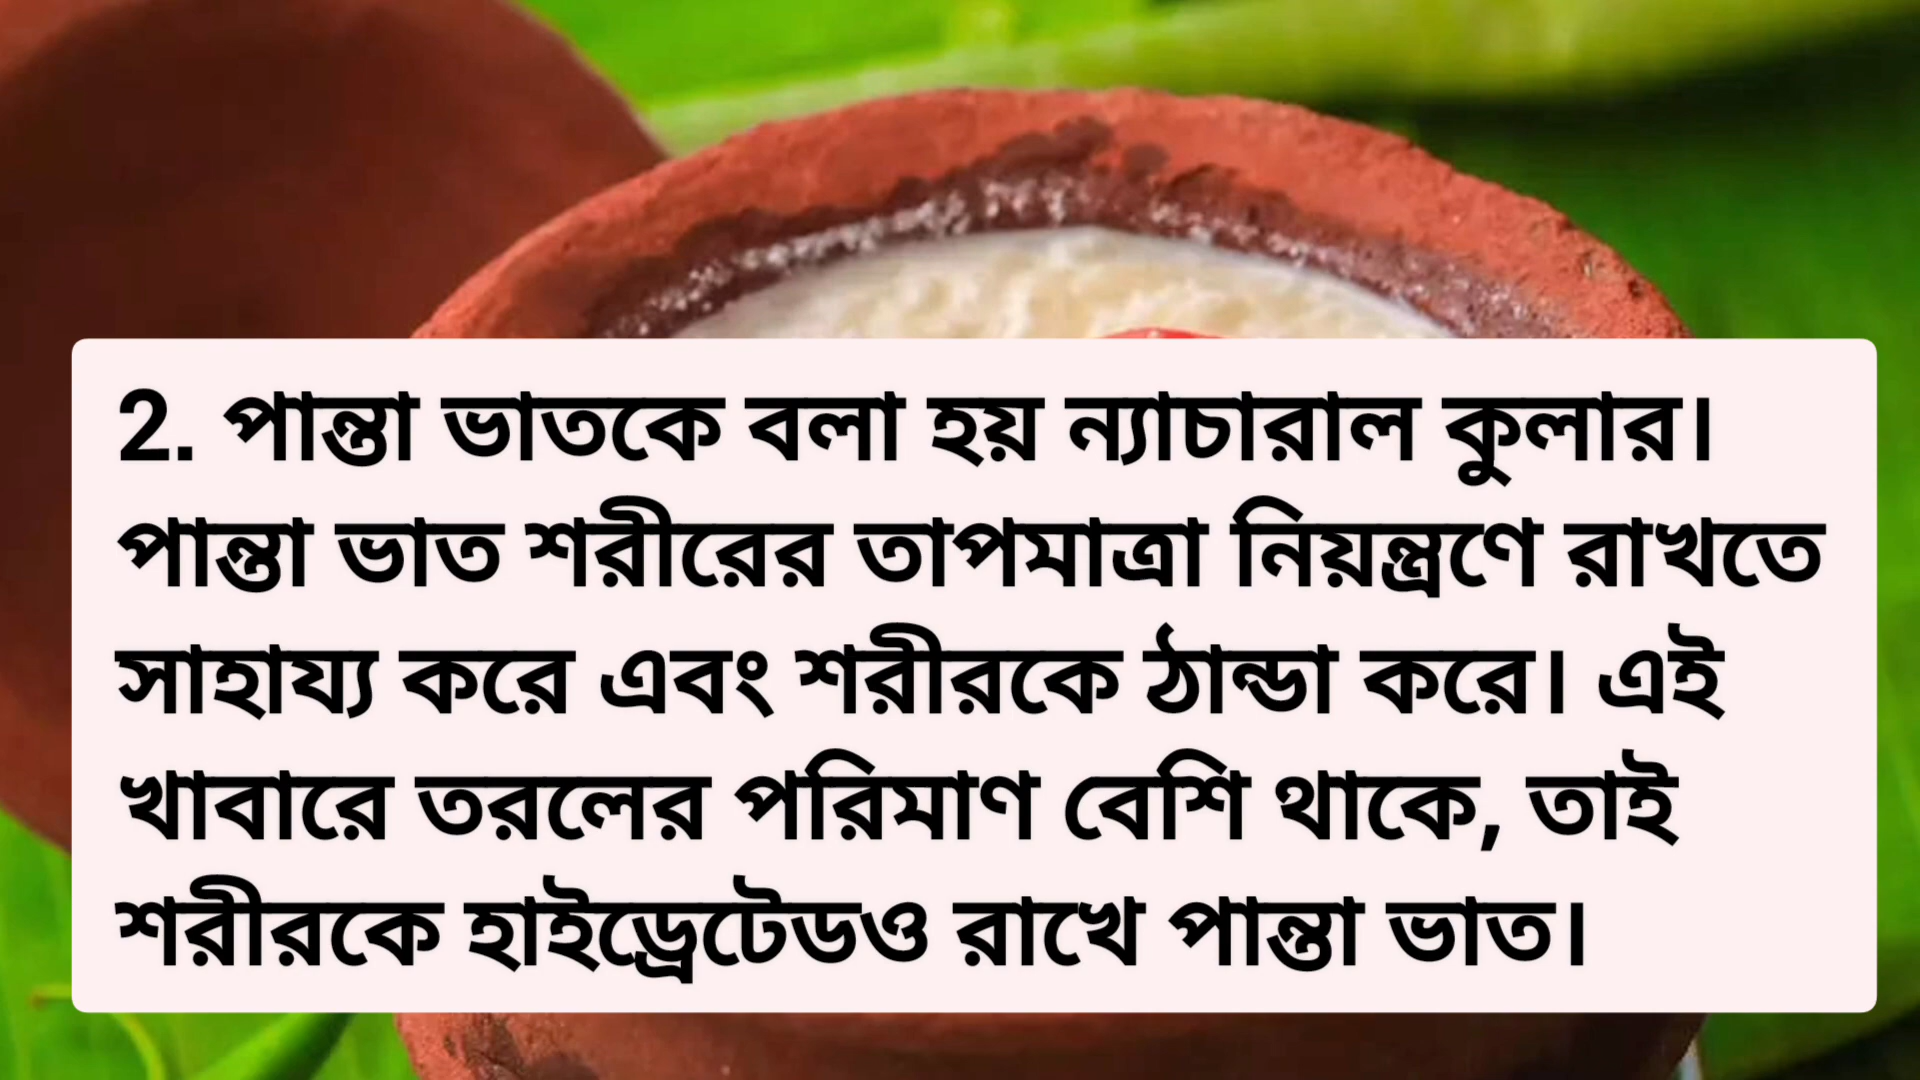 2. পান্তা ভাতকে বলা হয় ন্যাচারাল কুলার।
পান্তা ভাত শরীরের তাপমাত্রা নিয়ন্ত্রণে রাখতে
সাহায্য করে এবং শরীরকে ঠান্ডা করে। এই
খাবারে তরলের পরিমাণ বেশি থাকে, তাই
শরীরকে হাইড্রেটেডও রাখে পান্তা ভাত।